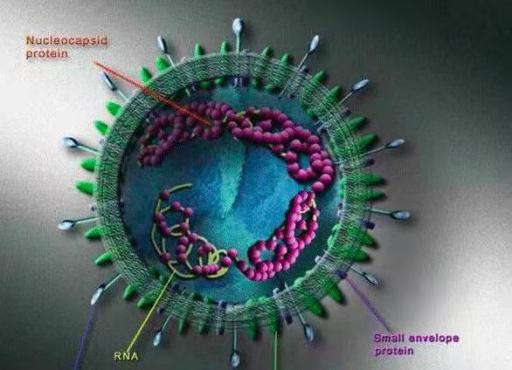 Nucleocapsid
protein
Small envelope
protein
RNA